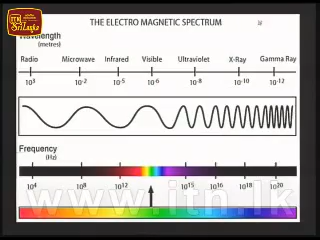 ITN
SriLanka
THE ELECTRO MAGNETIC SPECTRUM
Wavelength
(metres)
Radio Microwave Infrared Visible Ultraviolet X-Ray Gamma Ray
10³ 10⁻² 10⁻⁵ 10⁻⁶ 10⁻⁸ 10⁻¹⁰ 10⁻¹²
Frequency
(Hz)
10⁴ 10⁸ 10¹² 10¹⁵ 10¹⁶ 10¹⁸ 10²⁰
www.itn.lk